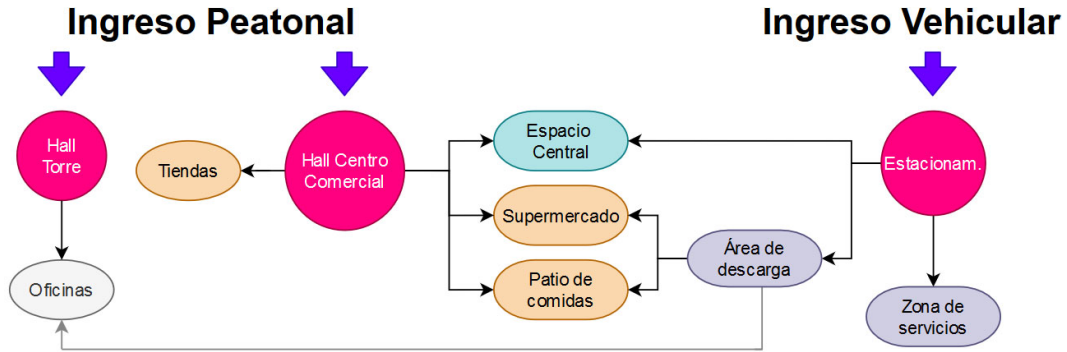 Ingreso Peatonal
Ingreso Vehicular
Hall
Torre
Tiendas
Hall Centro
Comercial
Espacio
Central
Estacionam.
Supermercado
Área de
descarga
Oficinas
Patio de
comidas
Zona de
servicios